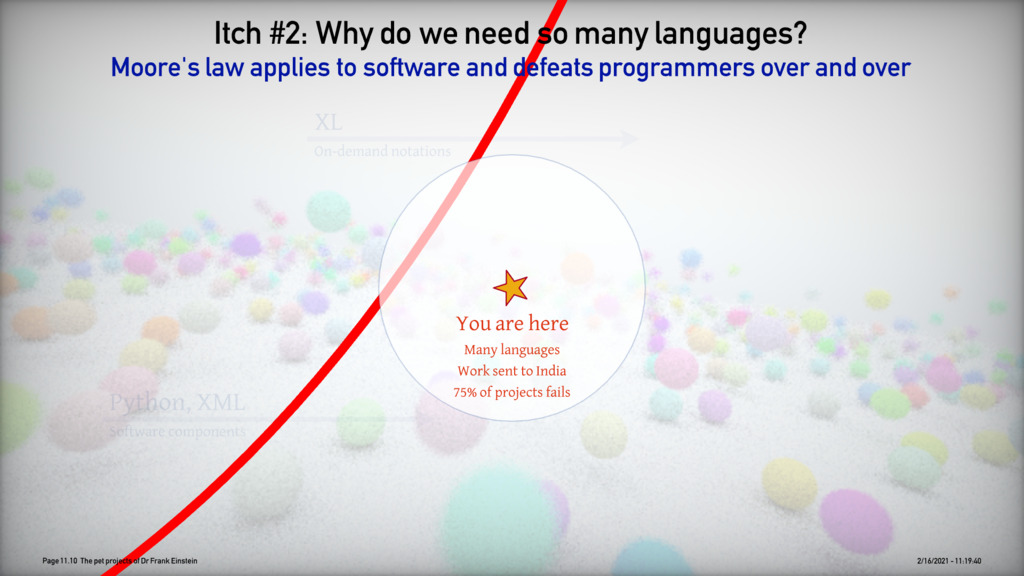 Itch #2: Why do we need so many languages?
Moore's law applies to software and defeats programmers over and over
XL
On-demand notations
You are here
Many languages
Work sent to India
75% of projects fails
Python, XML
Software components
Page 11.10 The pet projects of Dr Frank Einstein
2/16/2021 - 11:19:40